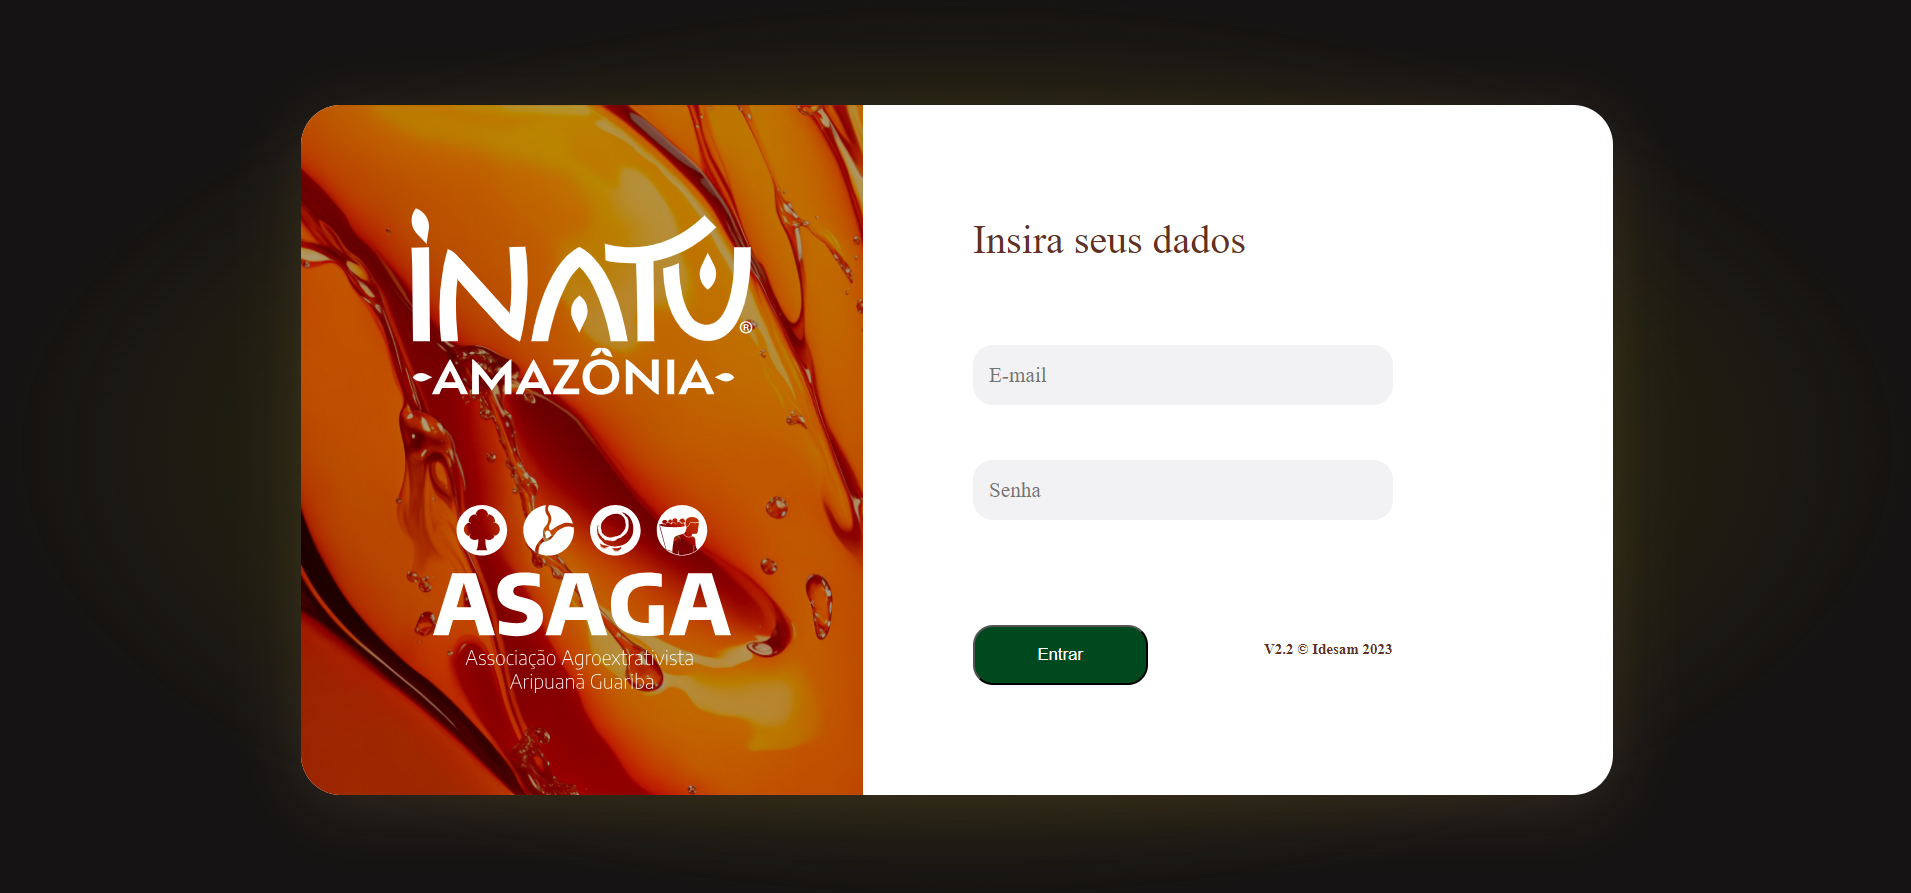 INATU®
AMAZÔNIA
ASAGA
Associação Agroextrativista
Aripuanã Guariba
Insira seus dados
E-mail
Senha
Entrar
V2.2 © Idesam 2023